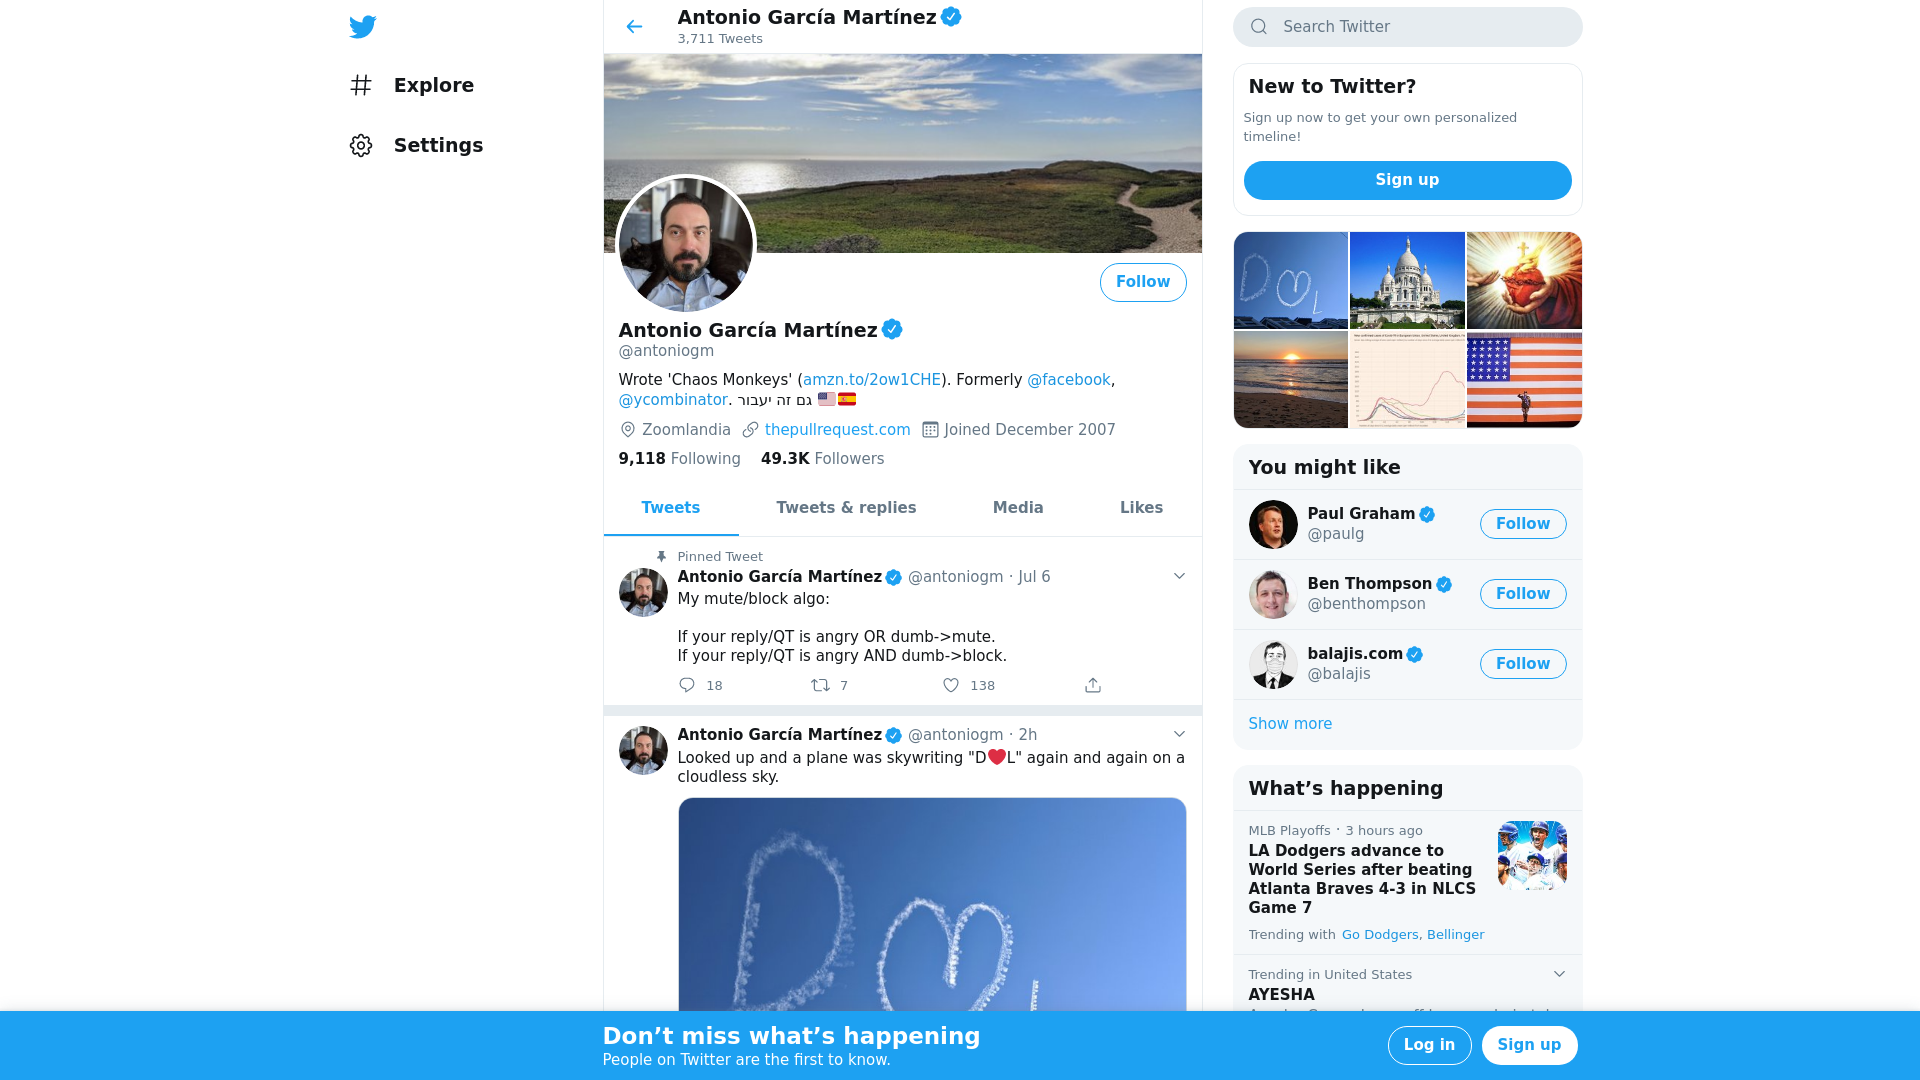 Explore
Settings
Antonio García Martínez
3,711 Tweets
Follow
Antonio García Martínez
@antoniogm
Wrote 'Chaos Monkeys' (amzn.to/2ow1CHE). Formerly @facebook,
@ycombinator. גם זה יעבור 🇺🇸🇪🇸
Zoomlandia thepullrequest.com Joined December 2007
9,118 Following 49.3K Followers
Tweets Tweets & replies Media Likes
Pinned Tweet
Antonio García Martínez @antoniogm · Jul 6
My mute/block algo:
If your reply/QT is angry OR dumb->mute.
If your reply/QT is angry AND dumb->block.
18 7 138
Antonio García Martínez @antoniogm · 2h
Looked up and a plane was skywriting "D❤️L" again and again on a
cloudless sky.
Search Twitter
New to Twitter?
Sign up now to get your own personalized
timeline!
Sign up
You might like
Paul Graham
@paulg
Follow
Ben Thompson
@benthompson
Follow
balajis.com
@balajis
Follow
Show more
What’s happening
MLB Playoffs · 3 hours ago
LA Dodgers advance to
World Series after beating
Atlanta Braves 4-3 in NLCS
Game 7
Trending with Go Dodgers, Bellinger
Trending in United States
AYESHA
Don’t miss what’s happening
People on Twitter are the first to know.
Log in
Sign up